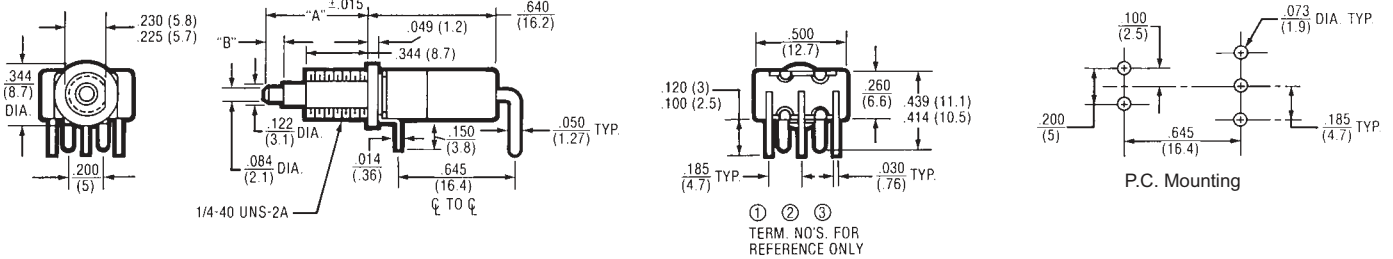 .230 (5.8)
.225 (5.7)
.344
(8.7)
DIA.
.200
(5)
"A"
±.015
"B"
.049 (1.2)
.344 (8.7)
.640
(16.2)
.122 DIA.
(3.1)
.084 DIA.
(2.1)
.014
(.36)
.150
(3.8)
.050 TYP.
(1.27)
.645
(16.4)
℄ TO ℄
1/4-40 UNS-2A
.500
(12.7)
.120 (3)
.100 (2.5)
.260
(6.6)
.439 (11.1)
.414 (10.5)
.185 TYP.
(4.7)
.030 TYP.
(.76)
① ② ③
TERM. NO'S. FOR
REFERENCE ONLY
.100
(2.5)
.073 DIA. TYP.
(1.9)
.200
(5)
.645
(16.4)
.185 TYP.
(4.7)
P.C. Mounting